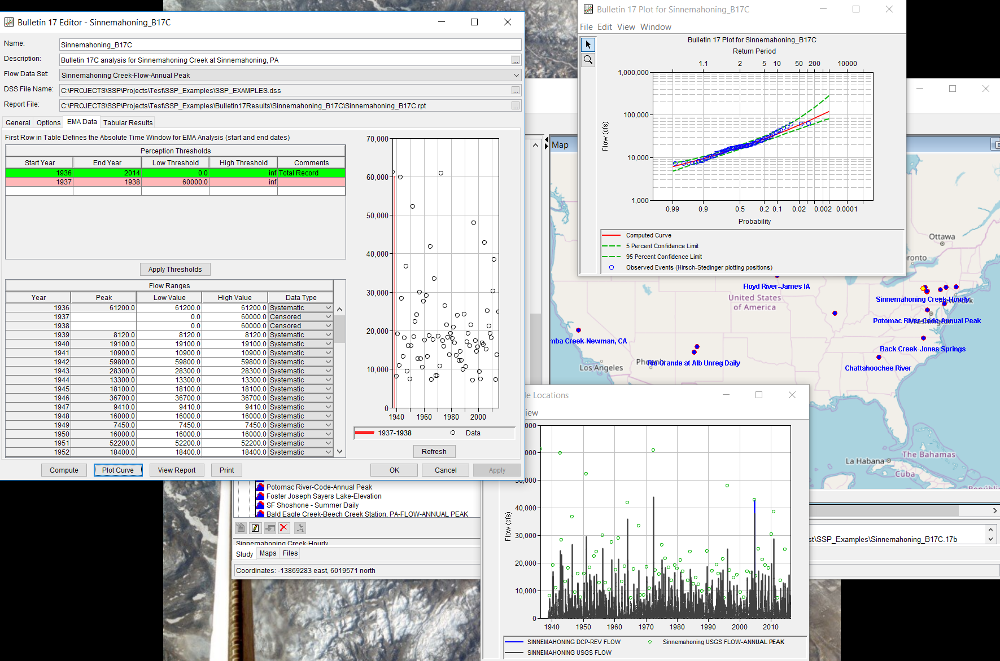 Bulletin 17 Editor - Sinnemahoning_B17C
Name: Sinnemahoning_B17C
Description: Bulletin 17C analysis for Sinnemahoning Creek at Sinnemahoning, PA ...
Flow Data Set: Sinnemahoning Creek-Flow-Annual Peak
DSS File Name: C:\PROJECTS\SSP\Projects\Test\SSP_Examples\SSP_EXAMPLES.dss ...
Report File: C:\PROJECTS\SSP\Projects\Test\SSP_Examples\Bulletin17Results\Sinnemahoning_B17C\Sinnemahoning_B17C.rpt ...
General Options EMA Data Tabular Results
First Row in Table Defines the Absolute Time Window for EMA Analysis (start and end dates)
Perception Thresholds
Start Year End Year Low Threshold High Threshold Comments
1936 2014 0.0 inf Total Record
1937 1938 60000.0 inf
Apply Thresholds
Flow Ranges
Year Peak Low Value High Value Data Type
1936 61200.0 61200.0 61200.0 Systematic
1937 0.0 60000.0 Censored
1938 0.0 60000.0 Censored
1939 8120.0 8120.0 8120.0 Systematic
1940 19100.0 19100.0 19100.0 Systematic
1941 10900.0 10900.0 10900.0 Systematic
1942 59800.0 59800.0 59800.0 Systematic
1943 28300.0 28300.0 28300.0 Systematic
1944 13300.0 13300.0 13300.0 Systematic
1945 18100.0 18100.0 18100.0 Systematic
1946 36700.0 36700.0 36700.0 Systematic
1947 9410.0 9410.0 9410.0 Systematic
1948 16000.0 16000.0 16000.0 Systematic
1949 7450.0 7450.0 7450.0 Systematic
1950 16000.0 16000.0 16000.0 Systematic
1951 52200.0 52200.0 52200.0 Systematic
1952 18400.0 18400.0 18400.0 Systematic
70,000
60,000
50,000
40,000
30,000
20,000
10,000
0
1940 1960 1980 2000
1937-1938 Data
Refresh
Compute Plot Curve View Report Print OK Cancel Apply
Bulletin 17 Plot for Sinnemahoning_B17C
File Edit View Window
Bulletin 17 Plot for Sinnemahoning_B17C
Return Period
1.1 2 5 10 50 200 10000
1,000,000
100,000
10,000
1,000
Flow (cfs)
0.99 0.9 0.5 0.2 0.1 0.02 0.002 0.0001
Probability
Computed Curve
5 Percent Confidence Limit
95 Percent Confidence Limit
Observed Events (Hirsch-Stedinger plotting positions)
Map
Ottawa
ronto
Floyd River-James IA
United States
of America
Sinnemahoning Creek-Hourly
Potomac River-Code-Annual Peak
mba Creek-Newman, CA
Back Creek-Jones Springs
Rio Grande at Alb Unreg Daily
Los Angeles
Chattahoochee River
The Bahamas
La Habana
Cuba
st\SSP_Examples\Sinnemahoning_B17C.17b
le Locations
iew
000
000
0,000
40,000
30,000
20,000
10,000
0
Flow (cfs)
1940 1950 1960 1970 1980 1990 2000 2010
SINNEMAHONING DCP-REV FLOW Sinnemahoning USGS FLOW-ANNUAL PEAK
SINNEMAHONING USGS FLOW
Potomac River-Code-Annual Peak
Foster Joseph Sayers Lake-Elevation
SF Shoshone - Summer Daily
Bald Eagle Creek-Beech Creek Station, PA-FLOW-ANNUAL PEAK
Sinnemahoning Creek-Hourly
Study Maps Files
Coordinates: -13869283 east, 6019571 north